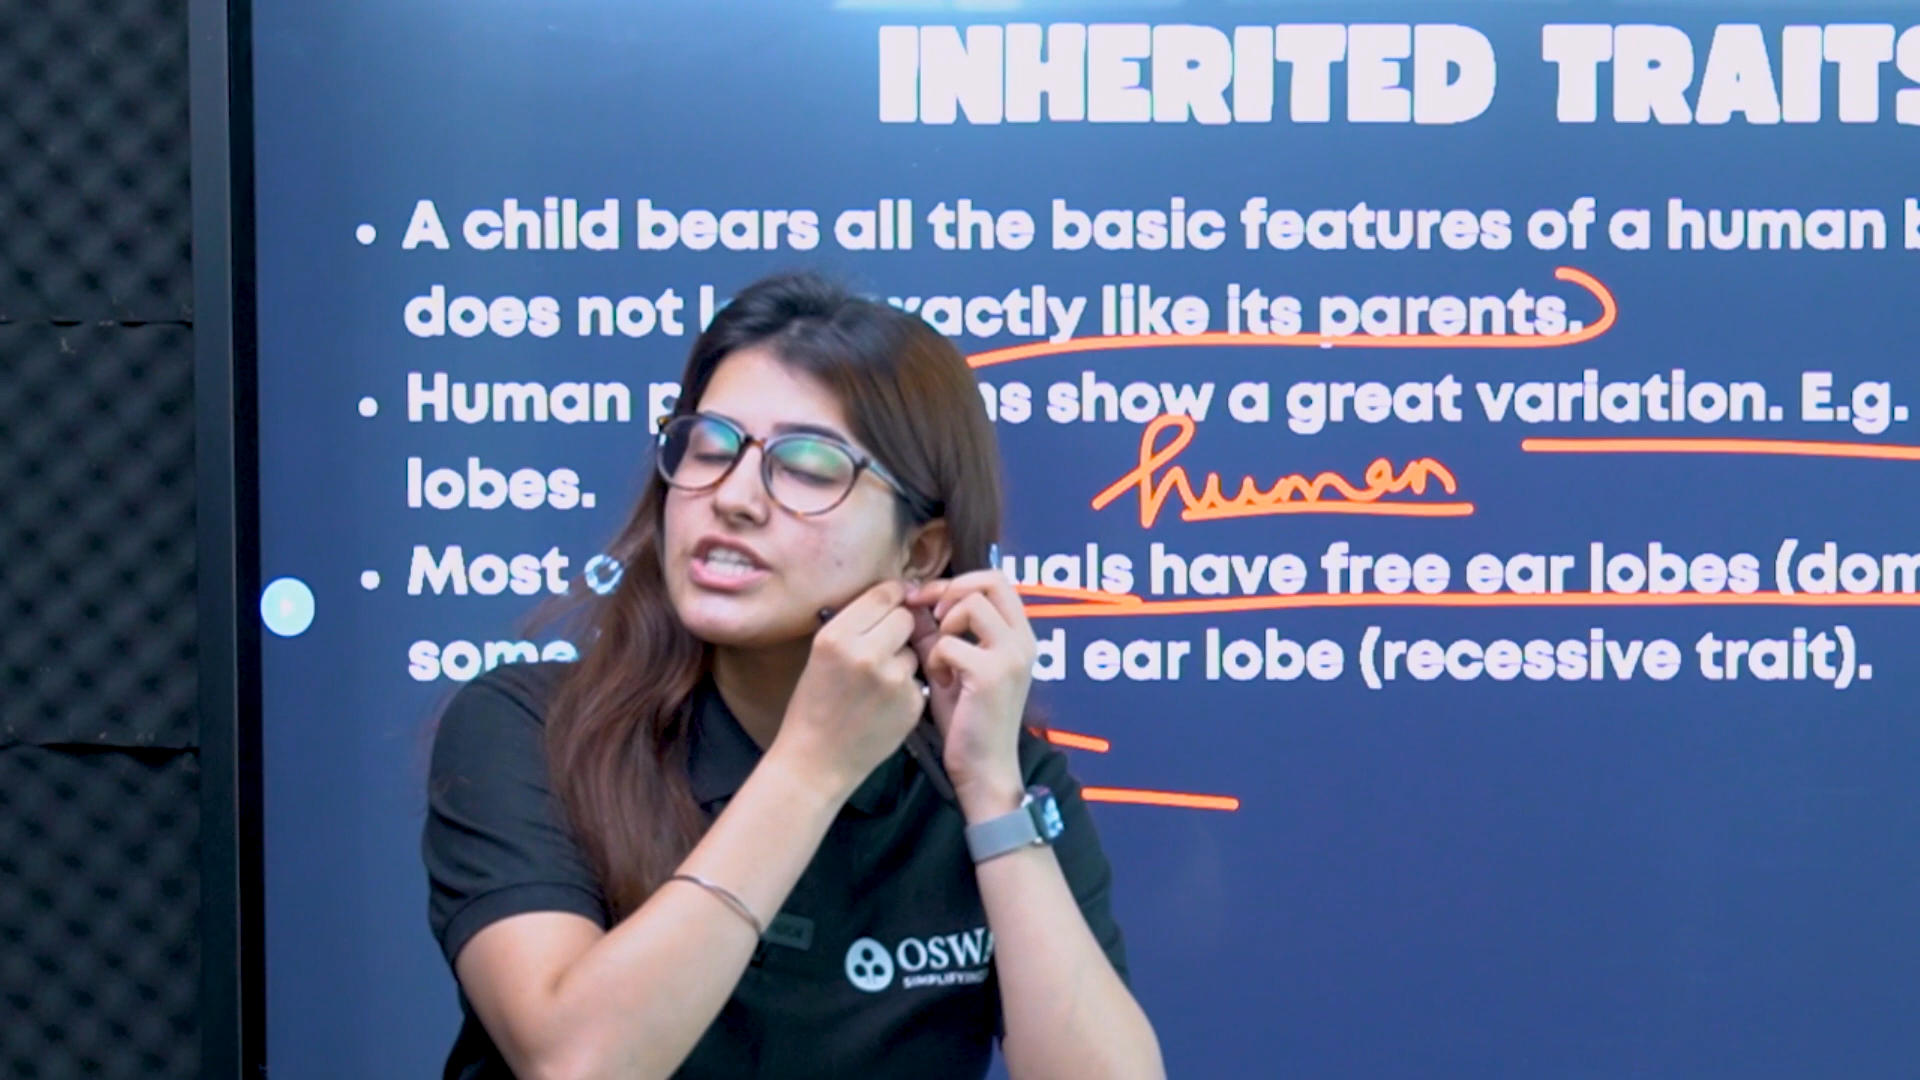 INHERITED TRAITS
• A child bears all the basic features of a human
does not exactly like its parents.
• Human show a great variation. E.g.
lobes.
human
• Most have free ear lobes (dom
some ear lobe (recessive trait).
OSWA
SIMPLIFYING